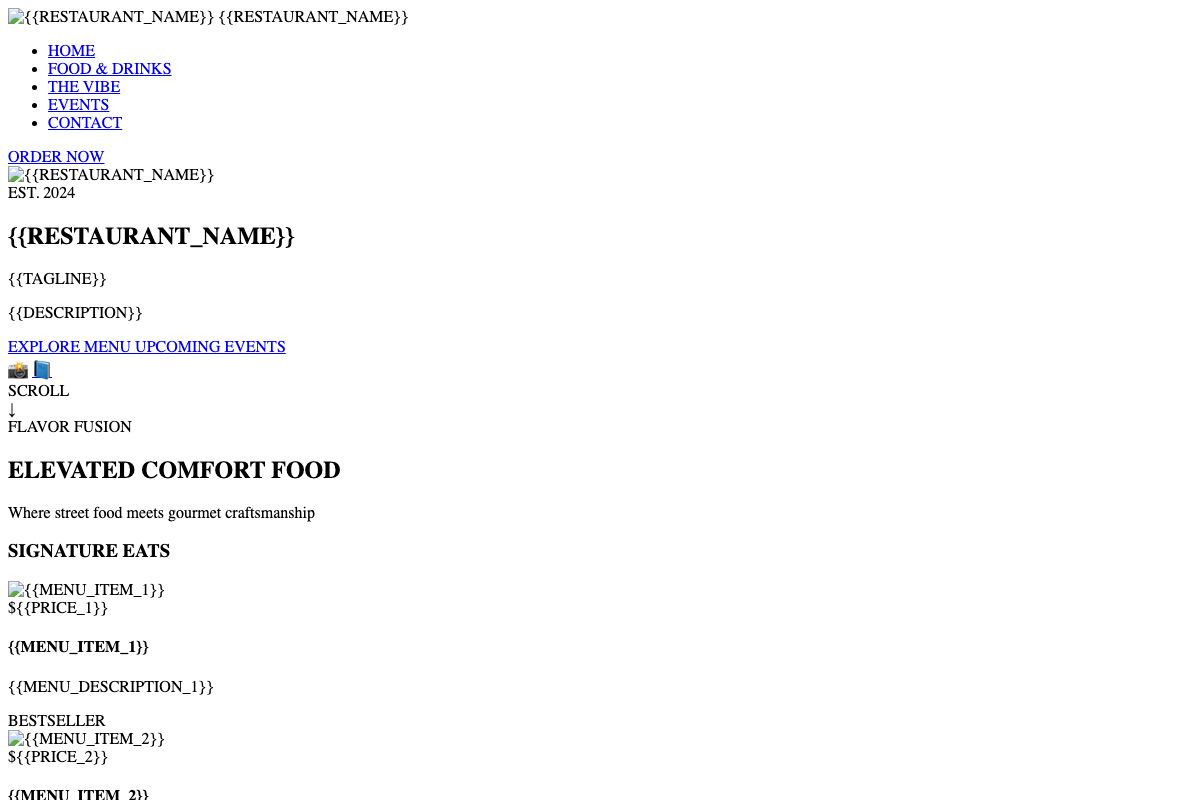 {{RESTAURANT_NAME}} {{RESTAURANT_NAME}}
HOME
FOOD & DRINKS
THE VIBE
EVENTS
CONTACT
ORDER NOW
{{RESTAURANT_NAME}}
EST. 2024
{{RESTAURANT_NAME}}
{{TAGLINE}}
{{DESCRIPTION}}
EXPLORE MENU UPCOMING EVENTS
📸 📘
SCROLL
↓
FLAVOR FUSION
ELEVATED COMFORT FOOD
Where street food meets gourmet craftsmanship
SIGNATURE EATS
{{MENU_ITEM_1}}
${{PRICE_1}}
{{MENU_ITEM_1}}
{{MENU_DESCRIPTION_1}}
BESTSELLER
{{MENU_ITEM_2}}
${{PRICE_2}}
{{MENU_ITEM_2}}